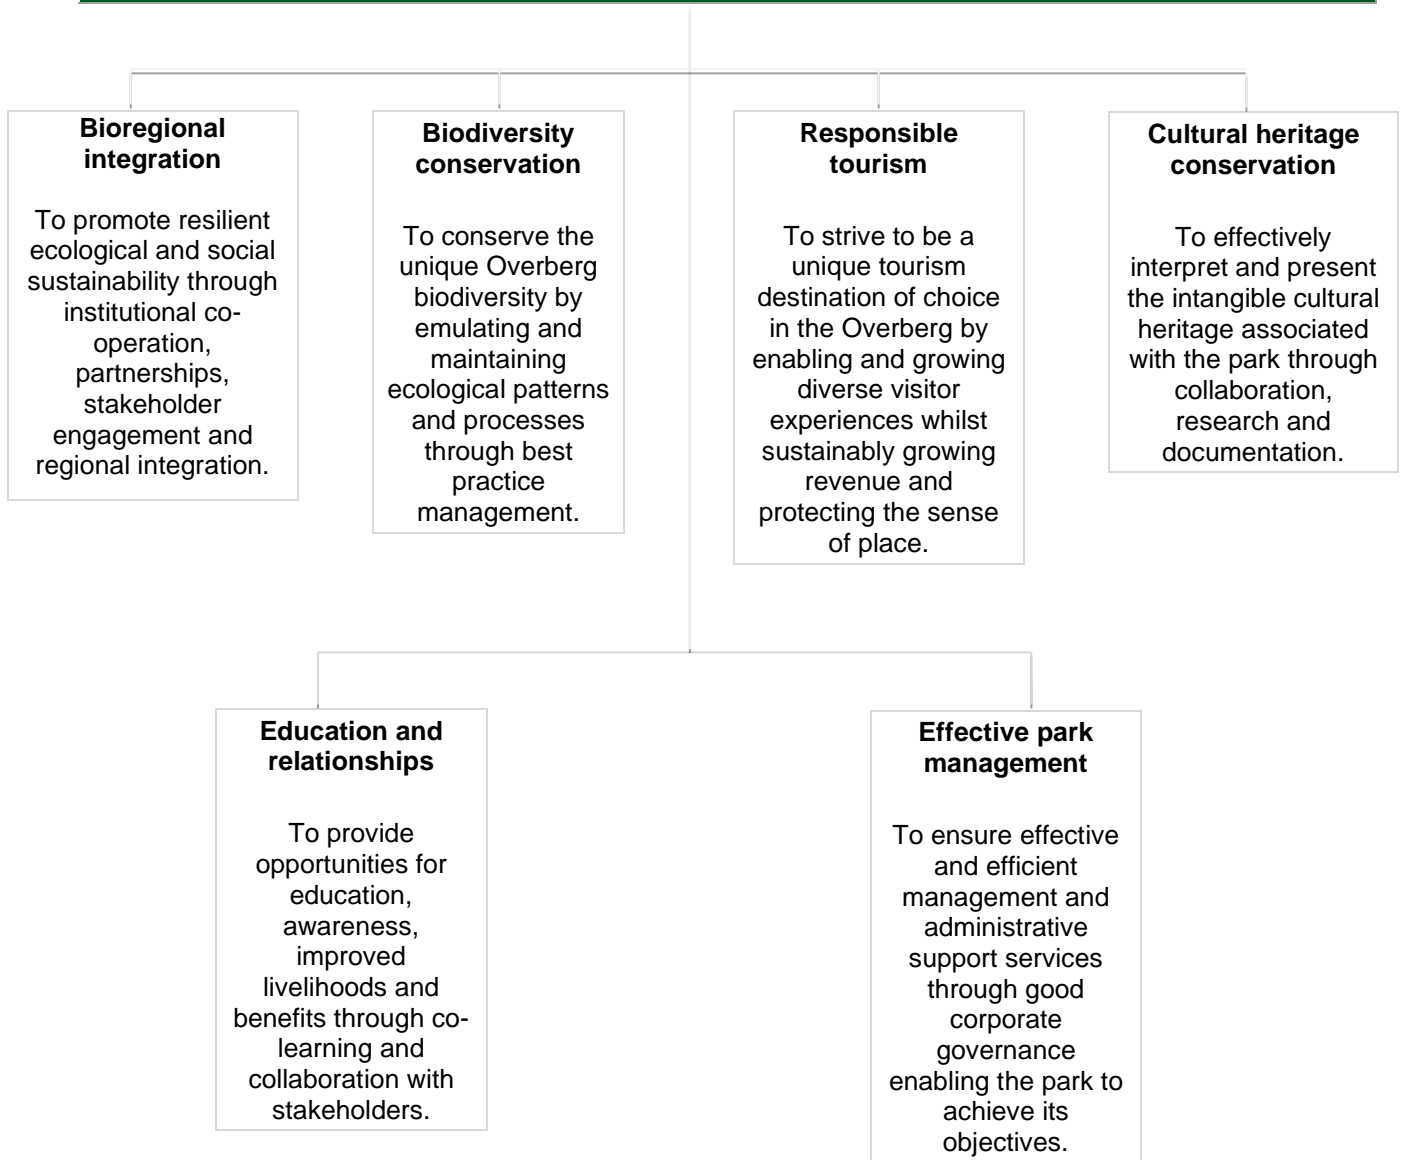 Bioregional
integration
To promote resilient
ecological and social
sustainability through
institutional co-
operation,
partnerships,
stakeholder
engagement and
regional integration.
Biodiversity
conservation
To conserve the
unique Overberg
biodiversity by
emulating and
maintaining
ecological patterns
and processes
through best
practice
management.
Responsible
tourism
To strive to be a
unique tourism
destination of choice
in the Overberg by
enabling and growing
diverse visitor
experiences whilst
sustainably growing
revenue and
protecting the sense
of place.
Cultural heritage
conservation
To effectively
interpret and present
the intangible cultural
heritage associated
with the park through
collaboration,
research and
documentation.
Education and
relationships
To provide
opportunities for
education,
awareness,
improved
livelihoods and
benefits through co-
learning and
collaboration with
stakeholders.
Effective park
management
To ensure effective
and efficient
management and
administrative
support services
through good
corporate
governance
enabling the park to
achieve its
objectives.